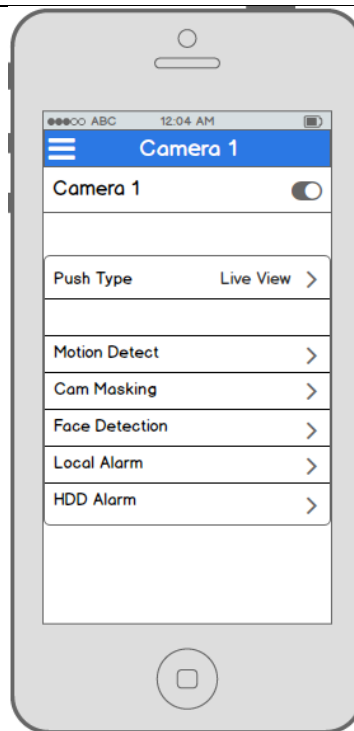 ABC 12:04 AM
Camera 1
Camera 1
Push Type Live View
Motion Detect
Cam Masking
Face Detection
Local Alarm
HDD Alarm